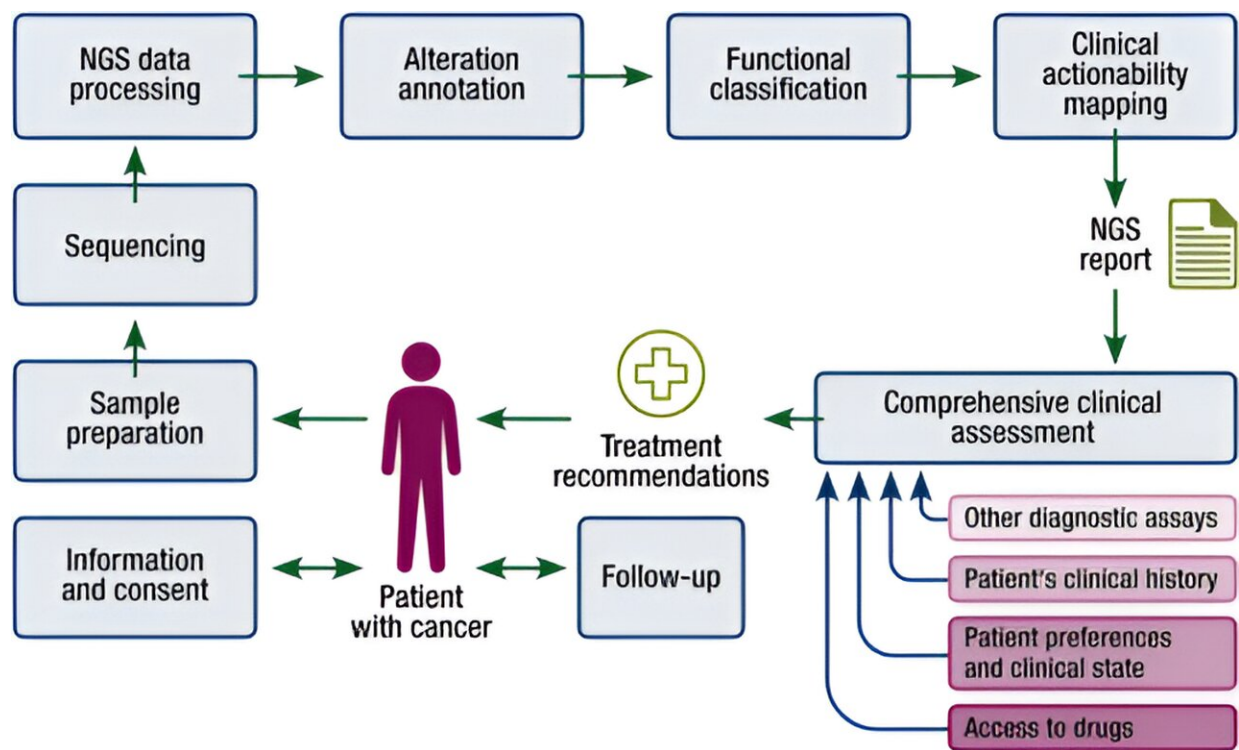 NGS data
processing
Alteration
annotation
Functional
classification
Clinical
actionability
mapping
Sequencing
NGS
report
Sample
preparation
Treatment
recommendations
Comprehensive clinical
assessment
Information
and consent
Patient
with cancer
Follow-up
Other diagnostic assays
Patient's clinical history
Patient preferences
and clinical state
Access to drugs